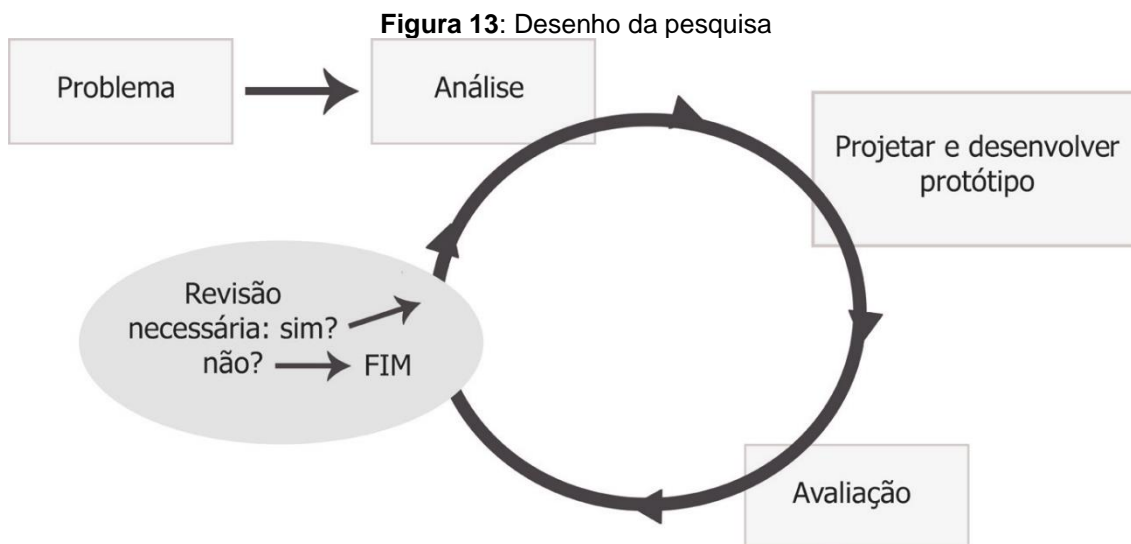 Figura 13: Desenho da pesquisa
Problema
Análise
Projetar e desenvolver
protótipo
Revisão
necessária: sim?
não?
FIM
Avaliação